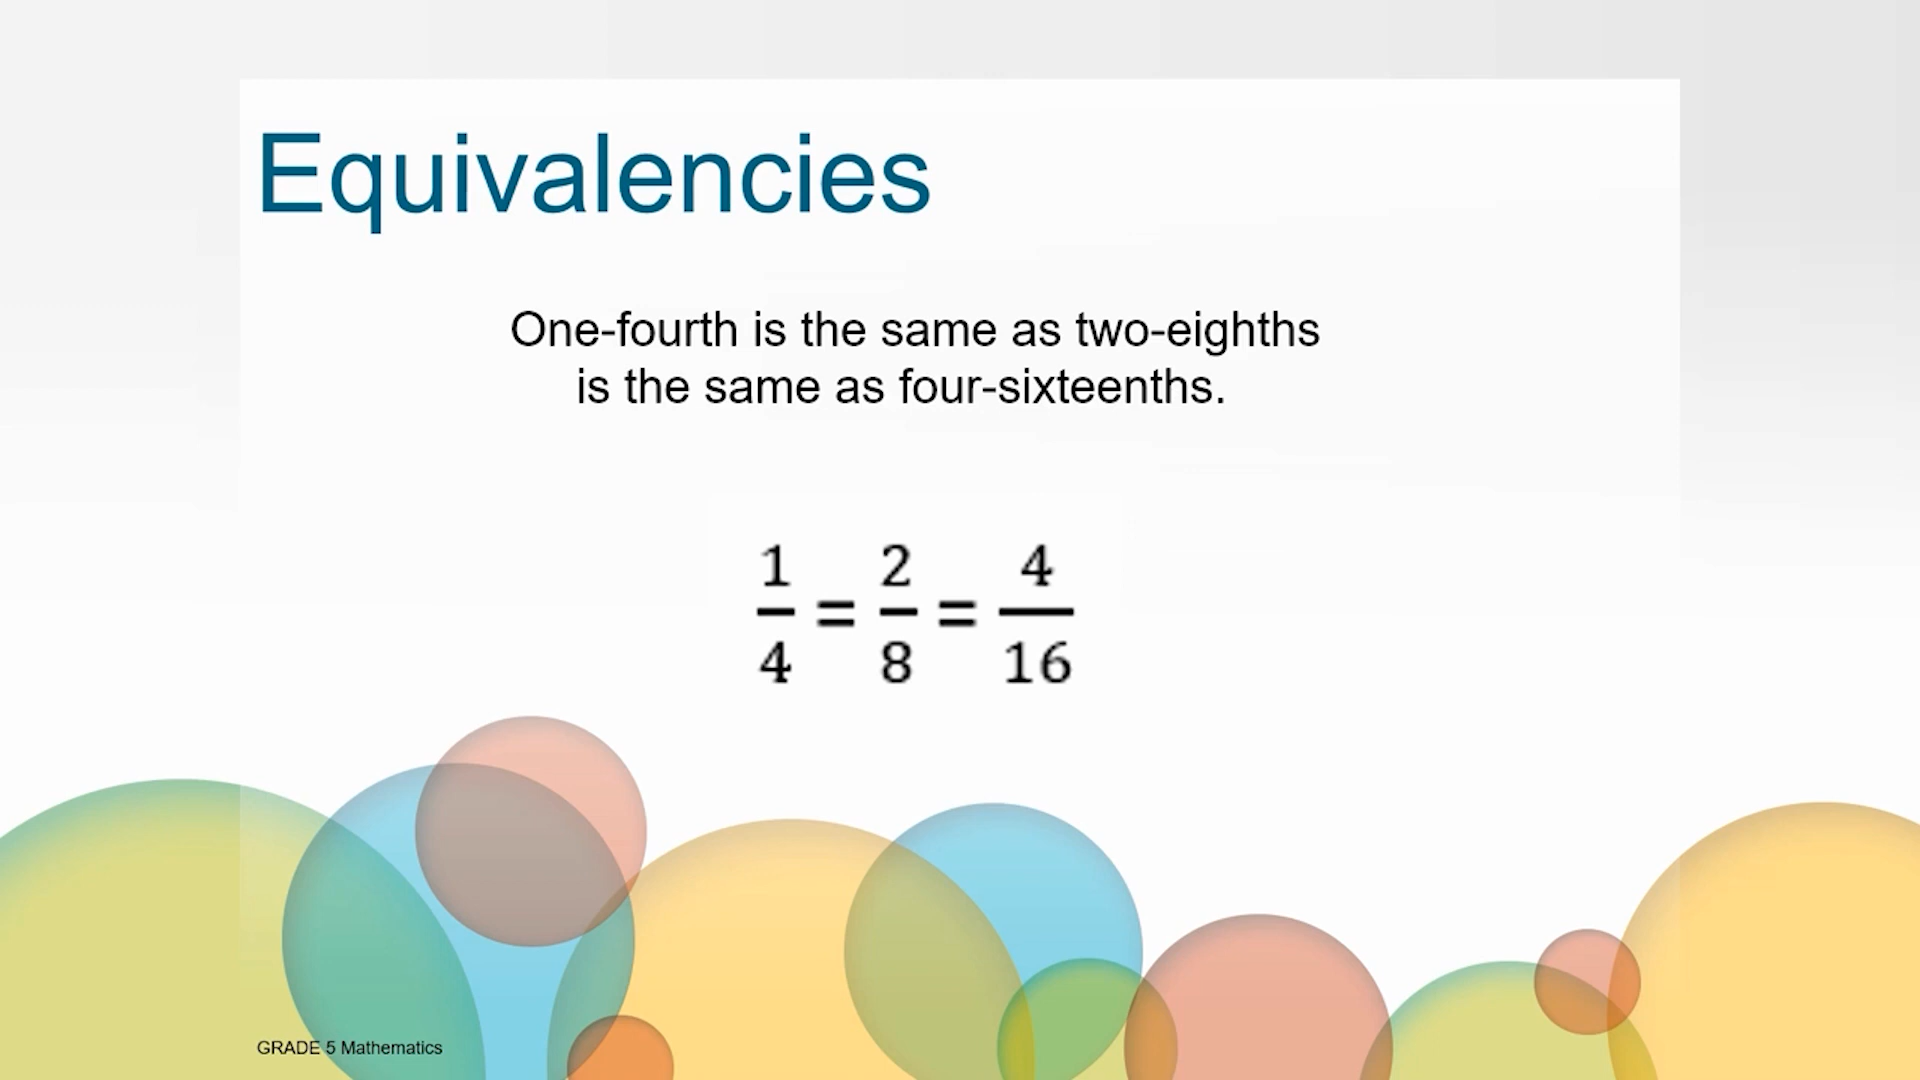 Equivalencies
One-fourth is the same as two-eighths
is the same as four-sixteenths.
1/4 = 2/8 = 4/16
GRADE 5 Mathematics